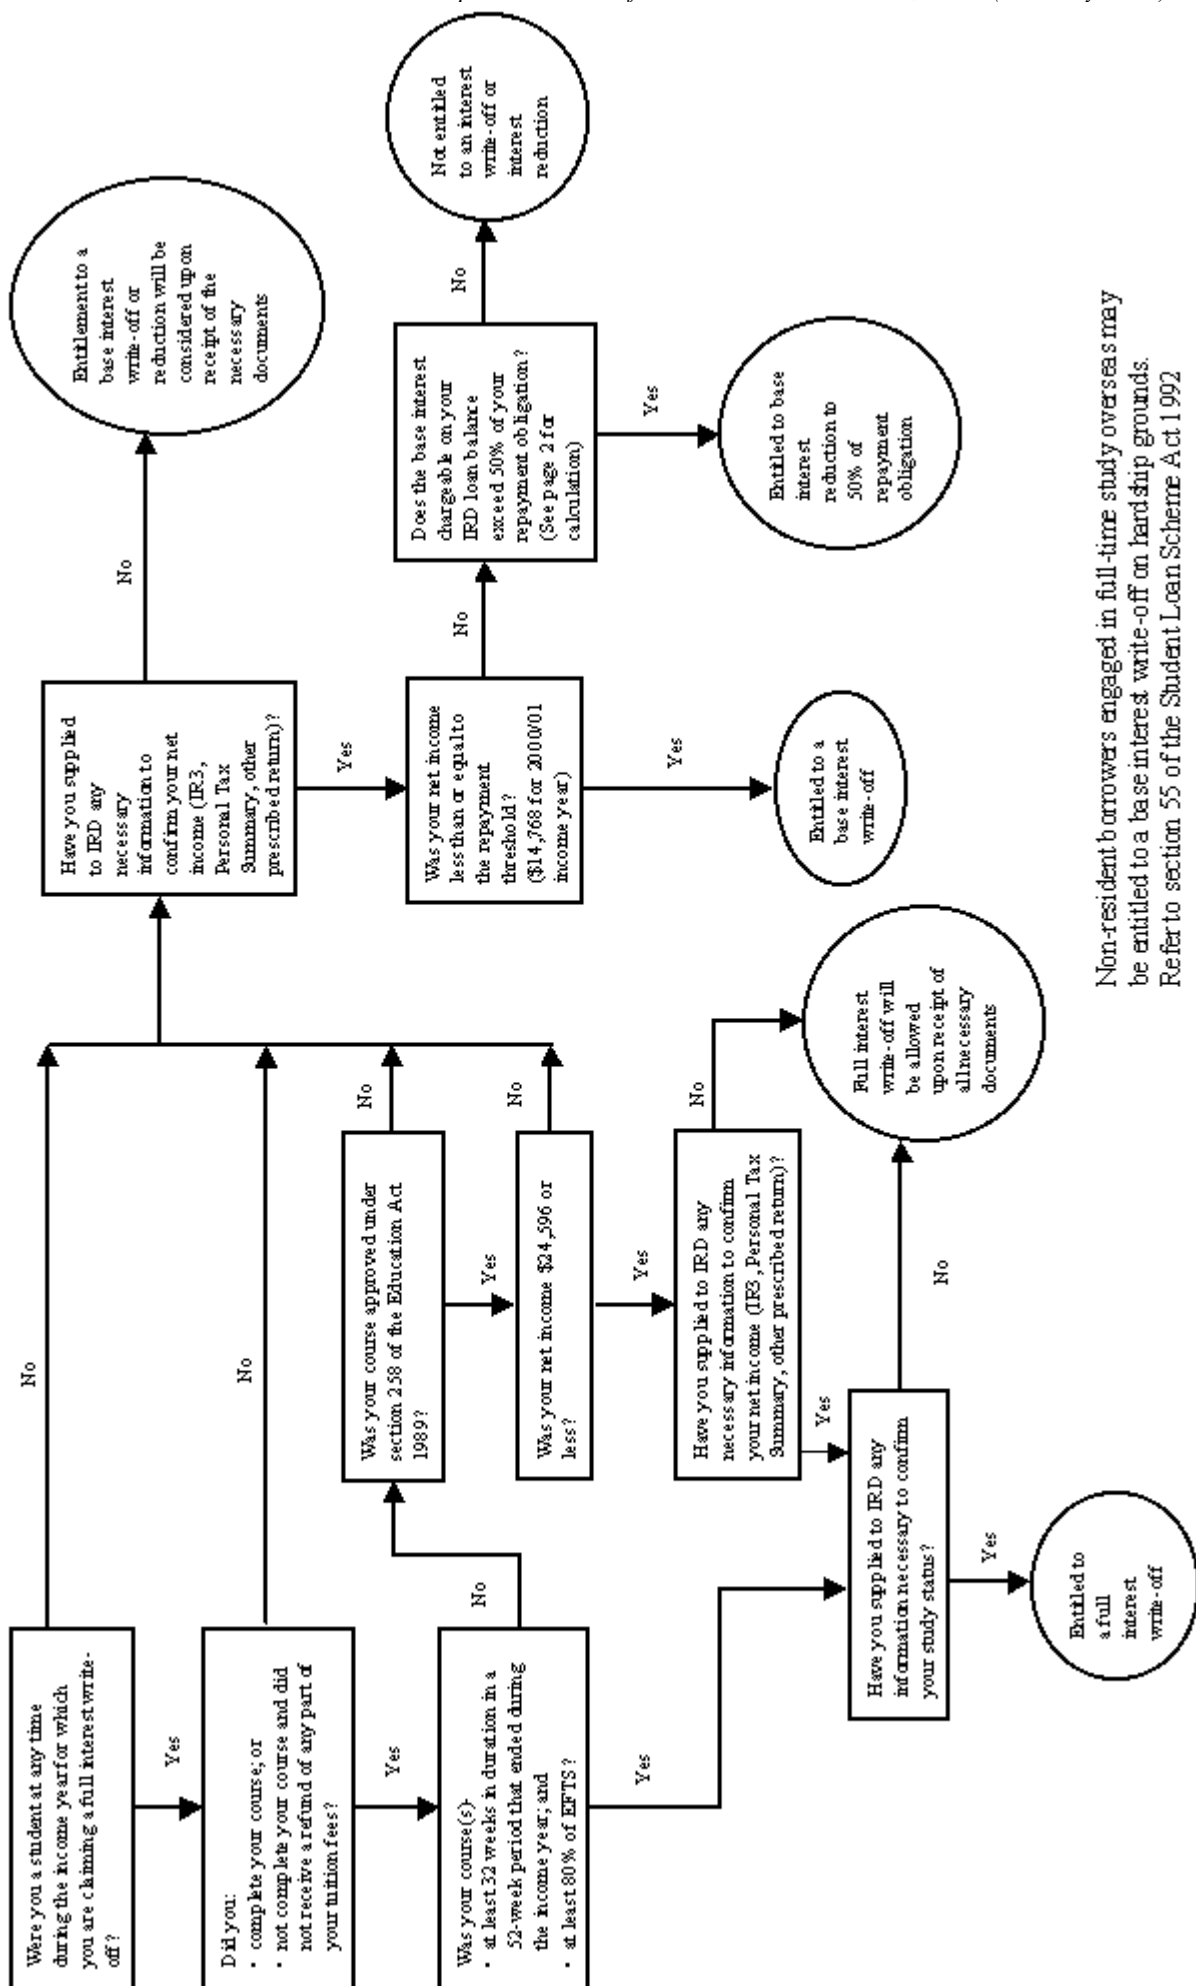 Were you a student at any time
during the income year for which
you are claiming a full interest write-
off?
No
Yes
Did you:
• complete your course; or
• not complete your course and did
not receive a refund of any part of
your tuition fees?
No
Yes
Was your course(s)-
• at least 32 weeks in duration in a
52-week period that ended during
the income year; and
• at least 80% of EFTS?
No
Yes
Was your course approved under
section 258 of the Education Act
1989?
No
Yes
Was your net income $24,596 or
less?
No
Yes
Have you supplied to IRD any
necessary information to confirm
your net income (IR3, Personal Tax
Summary, other prescribed return)?
No
Yes
Have you supplied to IRD any
information necessary to confirm
your study status?
No
Yes
Entitled to
a full
interest
write-off
Full interest
write-off will
be allowed
upon receipt of
all necessary
documents
Have you supplied
to IRD any
necessary
information to
confirm your net
income (IR3,
Personal Tax
Summary, other
prescribed return)?
No
Yes
Entitlement to a
base interest
write-off or
reduction will be
considered upon
receipt of the
necessary
documents
Was your net income
less than or equal to
the repayment
threshold?
($14,768 for 2000/01
income year)
No
Yes
Entitled to a
base interest
write-off
Does the base interest
chargeable on your
IRD loan balance
exceed 50% of your
repayment obligation?
(See page 2 for
calculation)
No
Yes
Not entitled
to an interest
write-off or
interest
reduction
Entitled to base
interest
reduction to
50% of
repayment
obligation
Non-resident borrowers engaged in full-time study overseas may
be entitled to a base interest write-off on hardship grounds.
Refer to section 55 of the Student Loan Scheme Act 1992